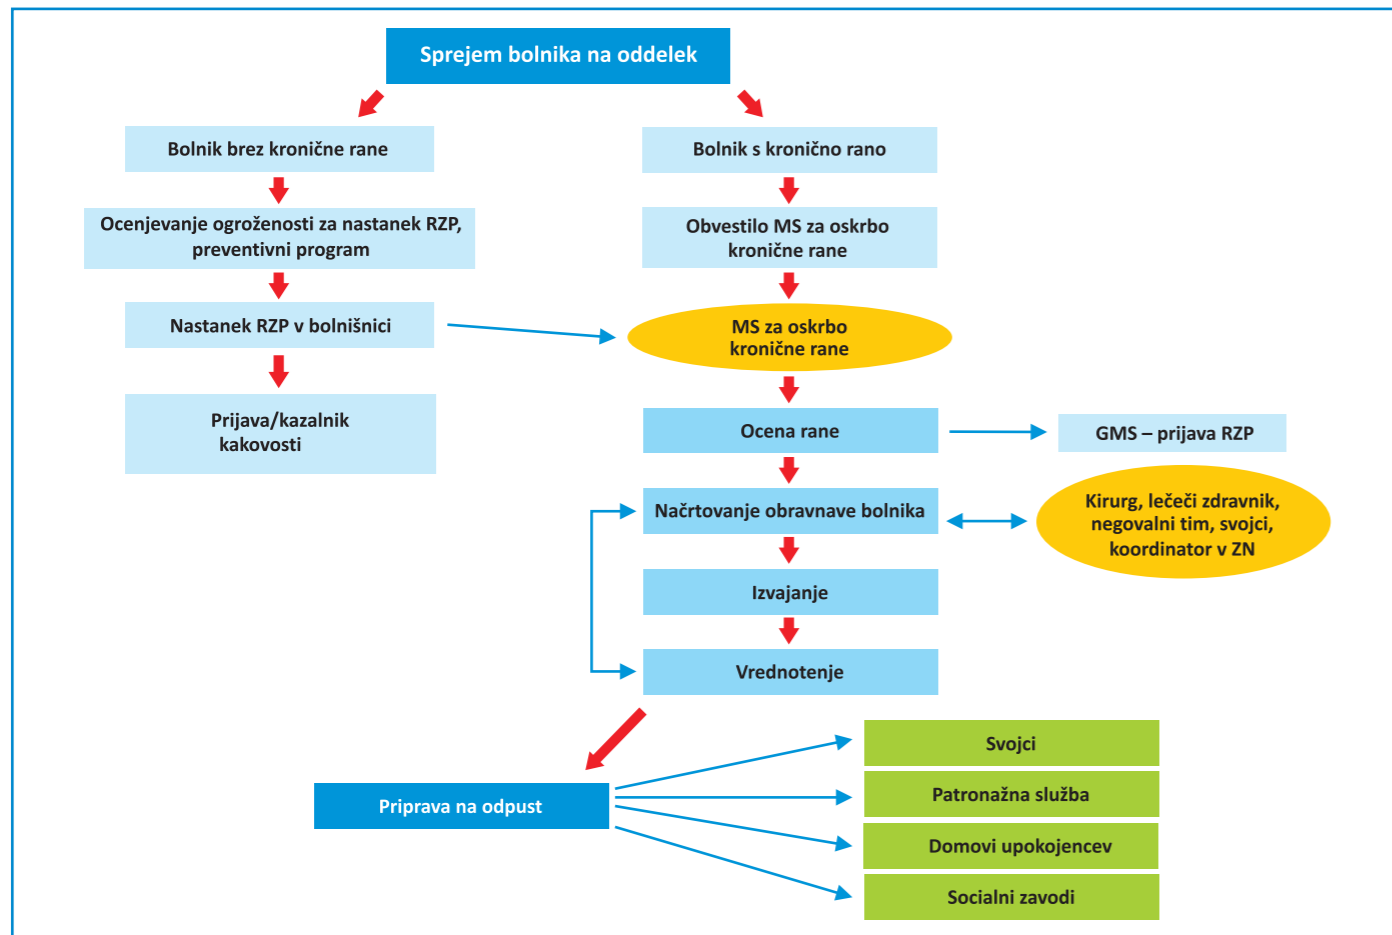 Sprejem bolnika na oddelek
Bolnik brez kronične rane
Bolnik s kronično rano
Ocenjevanje ogroženosti za nastanek RZP,
preventivni program
Obvestilo MS za oskrbo
kronične rane
Nastanek RZP v bolnišnici
MS za oskrbo
kronične rane
Prijava/kazalnik
kakovosti
Ocena rane
GMS – prijava RZP
Načrtovanje obravnave bolnika
Kirurg, lečeči zdravnik,
negovalni tim, svojci,
koordinator v ZN
Izvajanje
Vrednotenje
Priprava na odpust
Svojci
Patronažna služba
Domovi upokojencev
Socialni zavodi